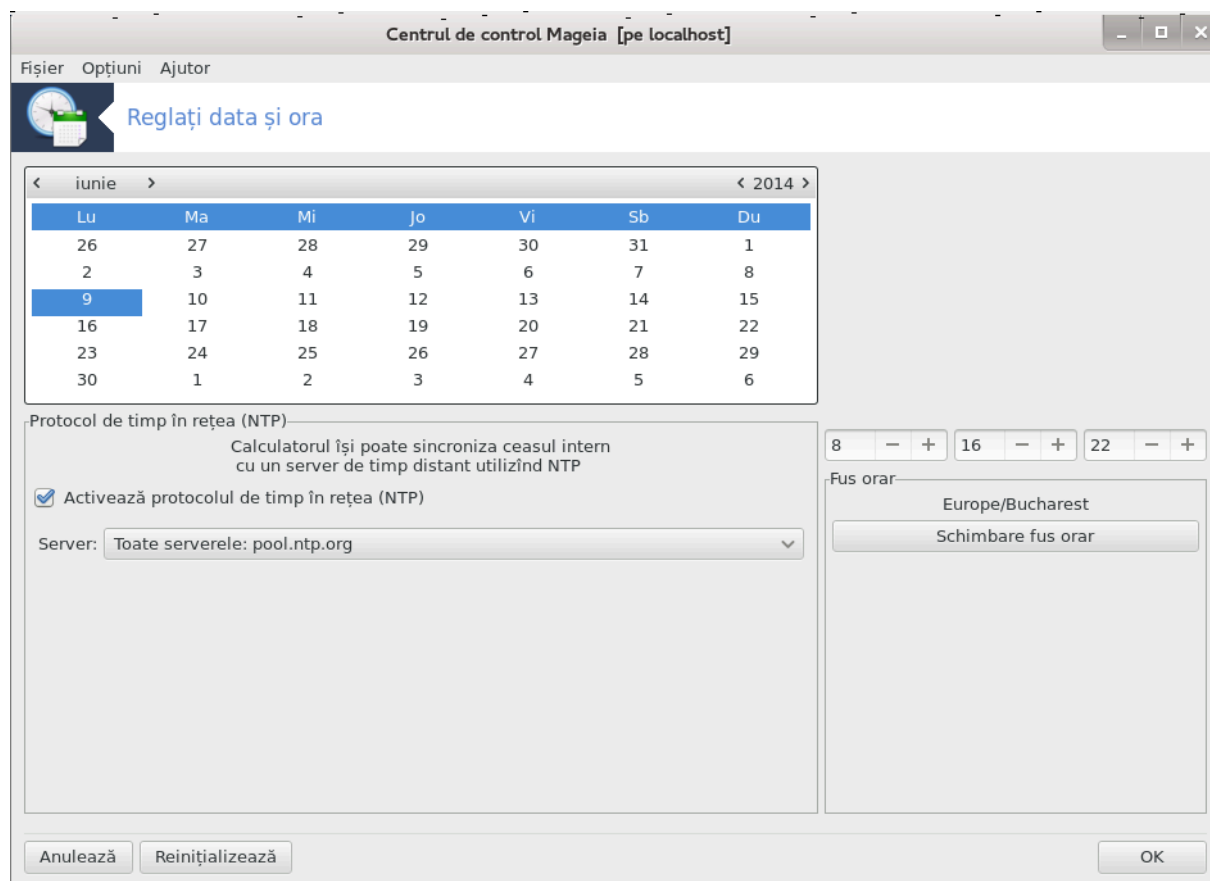 Centrul de control Mageia [pe localhost]
Fișier Opțiuni Ajutor
Reglați data și ora
< iunie > < 2014 >
Lu Ma Mi Jo Vi Sb Du
26 27 28 29 30 31 1
2 3 4 5 6 7 8
9 10 11 12 13 14 15
16 17 18 19 20 21 22
23 24 25 26 27 28 29
30 1 2 3 4 5 6
Protocol de timp în rețea (NTP)
Calculatorul își poate sincroniza ceasul intern
cu un server de timp distant utilizînd NTP
Activează protocolul de timp în rețea (NTP)
Server: Toate serverele: pool.ntp.org
8 − + 16 − + 22 − +
Fus orar
Europe/Bucharest
Schimbare fus orar
Anulează Reinițializează OK